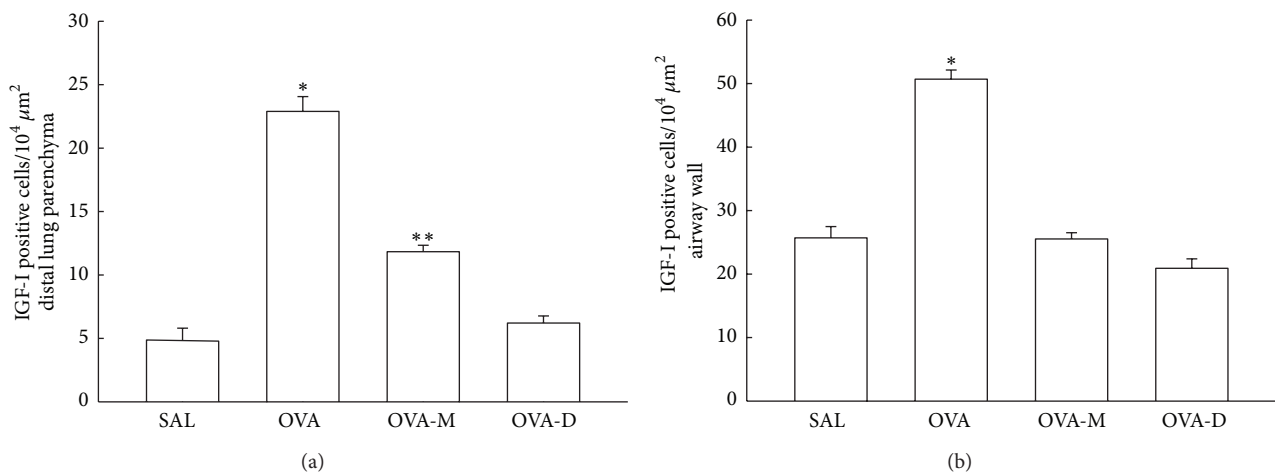 IGF-I positive cells/10⁴ μm²
distal lung parenchyma
30
25
20
15
10
5
0
*
**
SAL OVA OVA-M OVA-D
(a)
IGF-I positive cells/10⁴ μm²
airway wall
60
50
40
30
20
10
0
*
SAL OVA OVA-M OVA-D
(b)